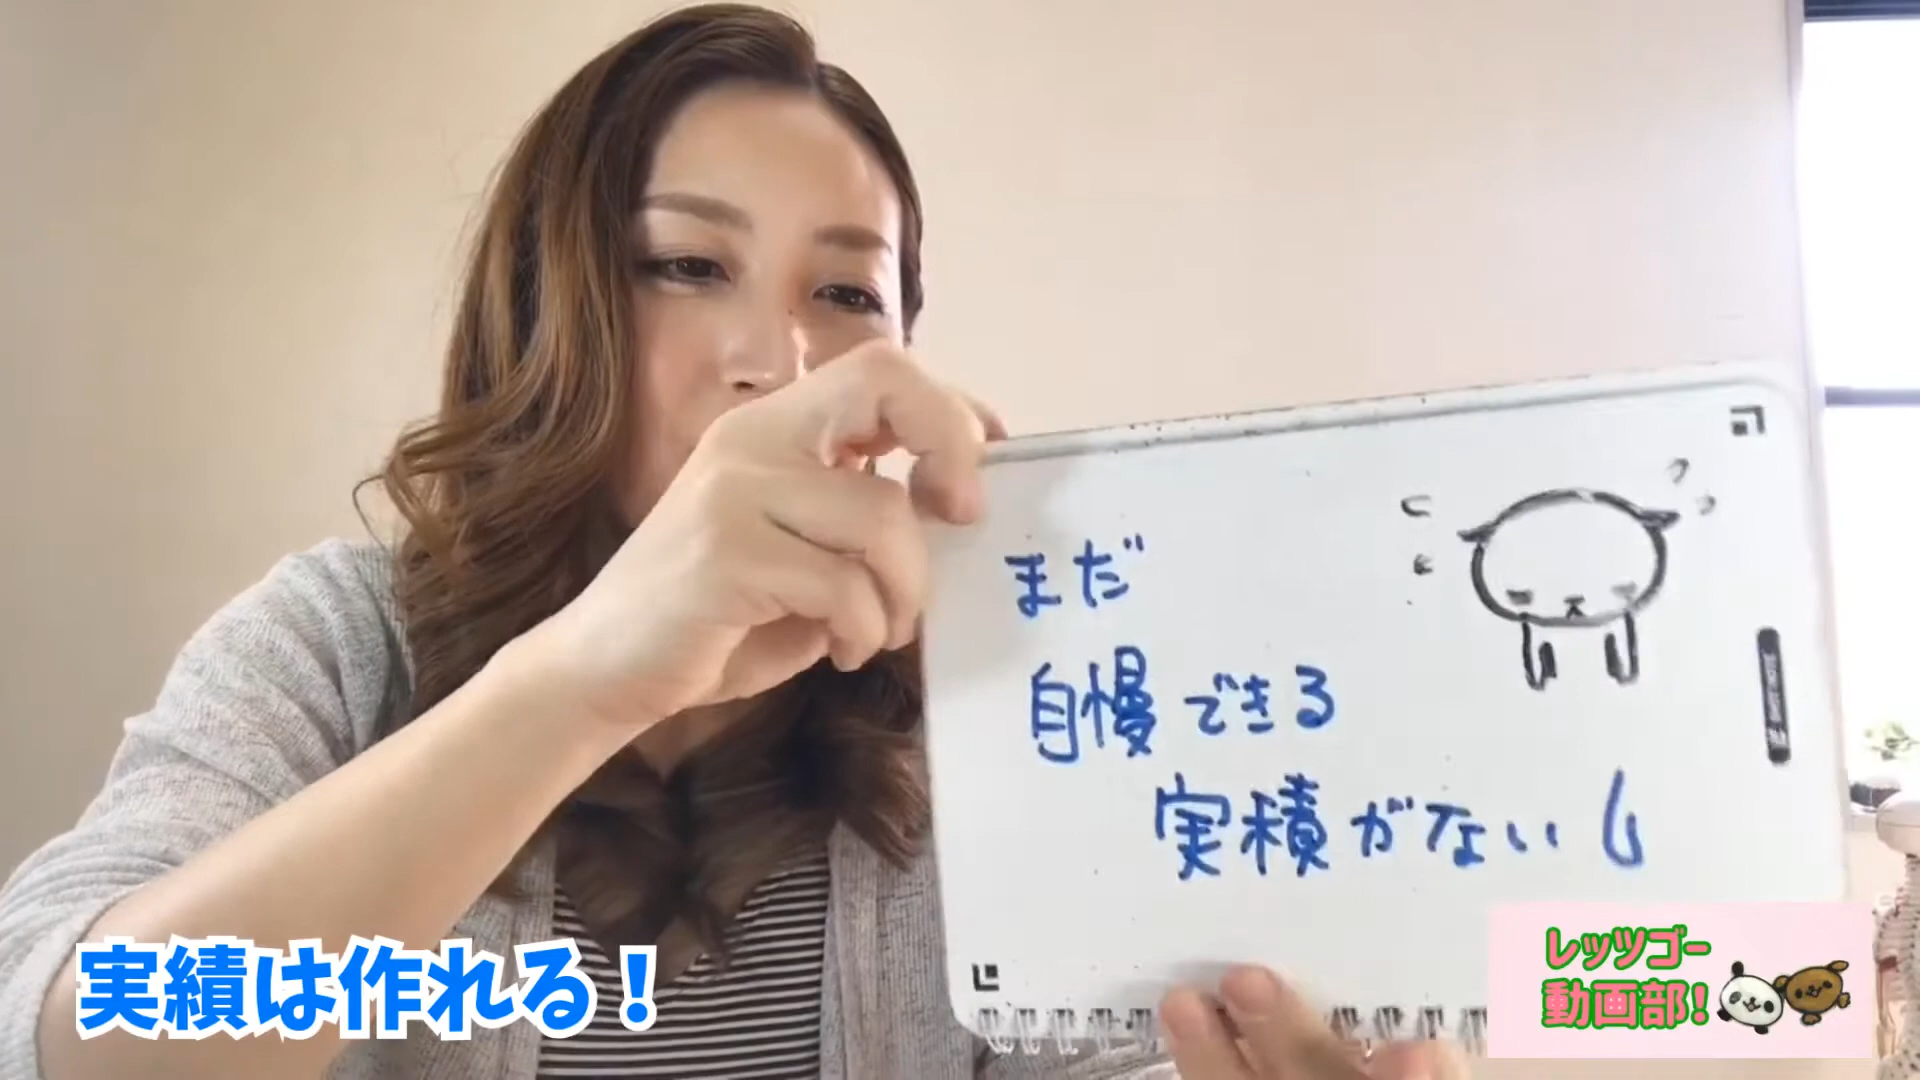 まだ
自慢できる
実積がない
実績は作れる！
レッツゴー
動画部！